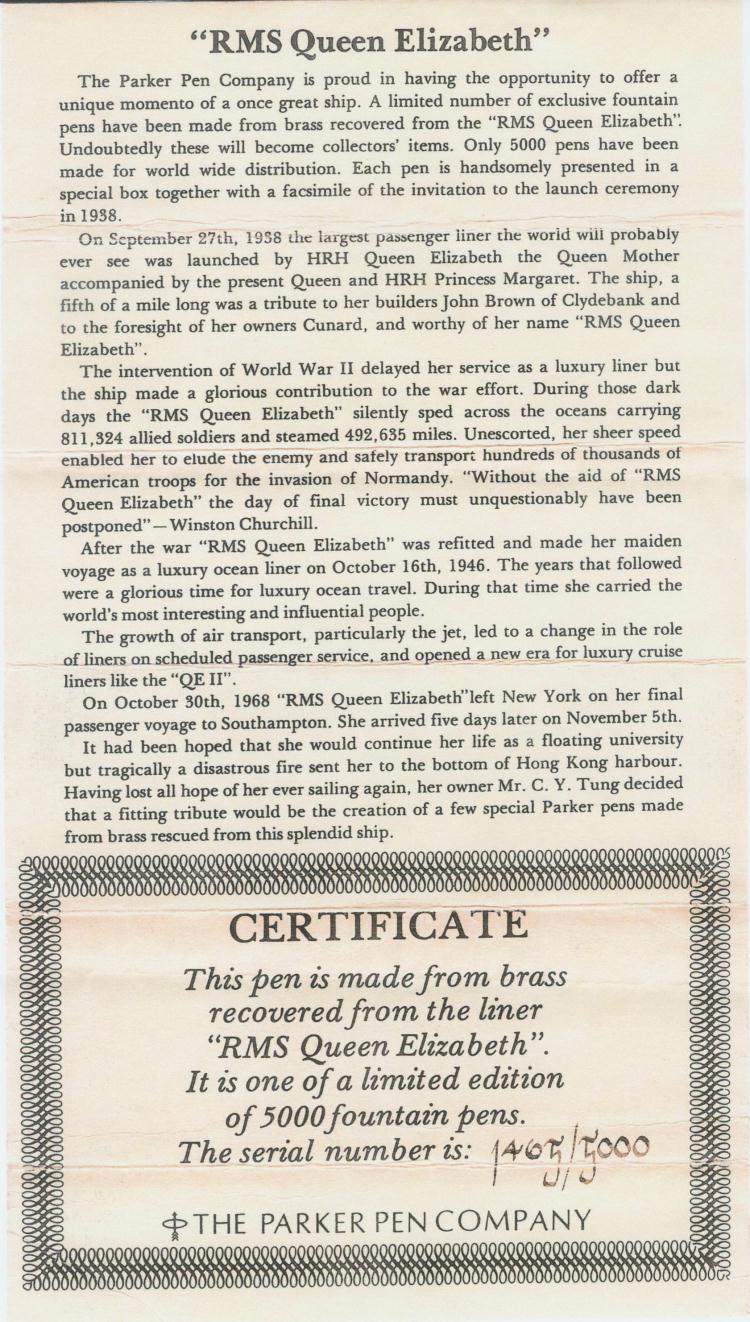 “RMS Queen Elizabeth”
The Parker Pen Company is proud in having the opportunity to offer a
unique momento of a once great ship. A limited number of exclusive fountain
pens have been made from brass recovered from the “RMS Queen Elizabeth”.
Undoubtedly these will become collectors’ items. Only 5000 pens have been
made for world wide distribution. Each pen is handsomely presented in a
special box together with a facsimile of the invitation to the launch ceremony
in 1938.
On September 27th, 1938 the largest passenger liner the world will probably
ever see was launched by HRH Queen Elizabeth the Queen Mother
accompanied by the present Queen and HRH Princess Margaret. The ship, a
fifth of a mile long was a tribute to her builders John Brown of Clydebank and
to the foresight of her owners Cunard, and worthy of her name “RMS Queen
Elizabeth”.
The intervention of World War II delayed her service as a luxury liner but
the ship made a glorious contribution to the war effort. During those dark
days the “RMS Queen Elizabeth” silently sped across the oceans carrying
811,324 allied soldiers and steamed 492,635 miles. Unescorted, her sheer speed
enabled her to elude the enemy and safely transport hundreds of thousands of
American troops for the invasion of Normandy. “Without the aid of “RMS
Queen Elizabeth” the day of final victory must unquestionably have been
postponed”—Winston Churchill.
After the war “RMS Queen Elizabeth” was refitted and made her maiden
voyage as a luxury ocean liner on October 16th, 1946. The years that followed
were a glorious time for luxury ocean travel. During that time she carried the
world’s most interesting and influential people.
The growth of air transport, particularly the jet, led to a change in the role
of liners on scheduled passenger service, and opened a new era for luxury cruise
liners like the “QE II”.
On October 30th, 1968 “RMS Queen Elizabeth”left New York on her final
passenger voyage to Southampton. She arrived five days later on November 5th.
It had been hoped that she would continue her life as a floating university
but tragically a disastrous fire sent her to the bottom of Hong Kong harbour.
Having lost all hope of her ever sailing again, her owner Mr. C. Y. Tung decided
that a fitting tribute would be the creation of a few special Parker pens made
from brass rescued from this splendid ship.
CERTIFICATE
This pen is made from brass
recovered from the liner
“RMS Queen Elizabeth”.
It is one of a limited edition
of 5000 fountain pens.
The serial number is: 1465/5000
THE PARKER PEN COMPANY